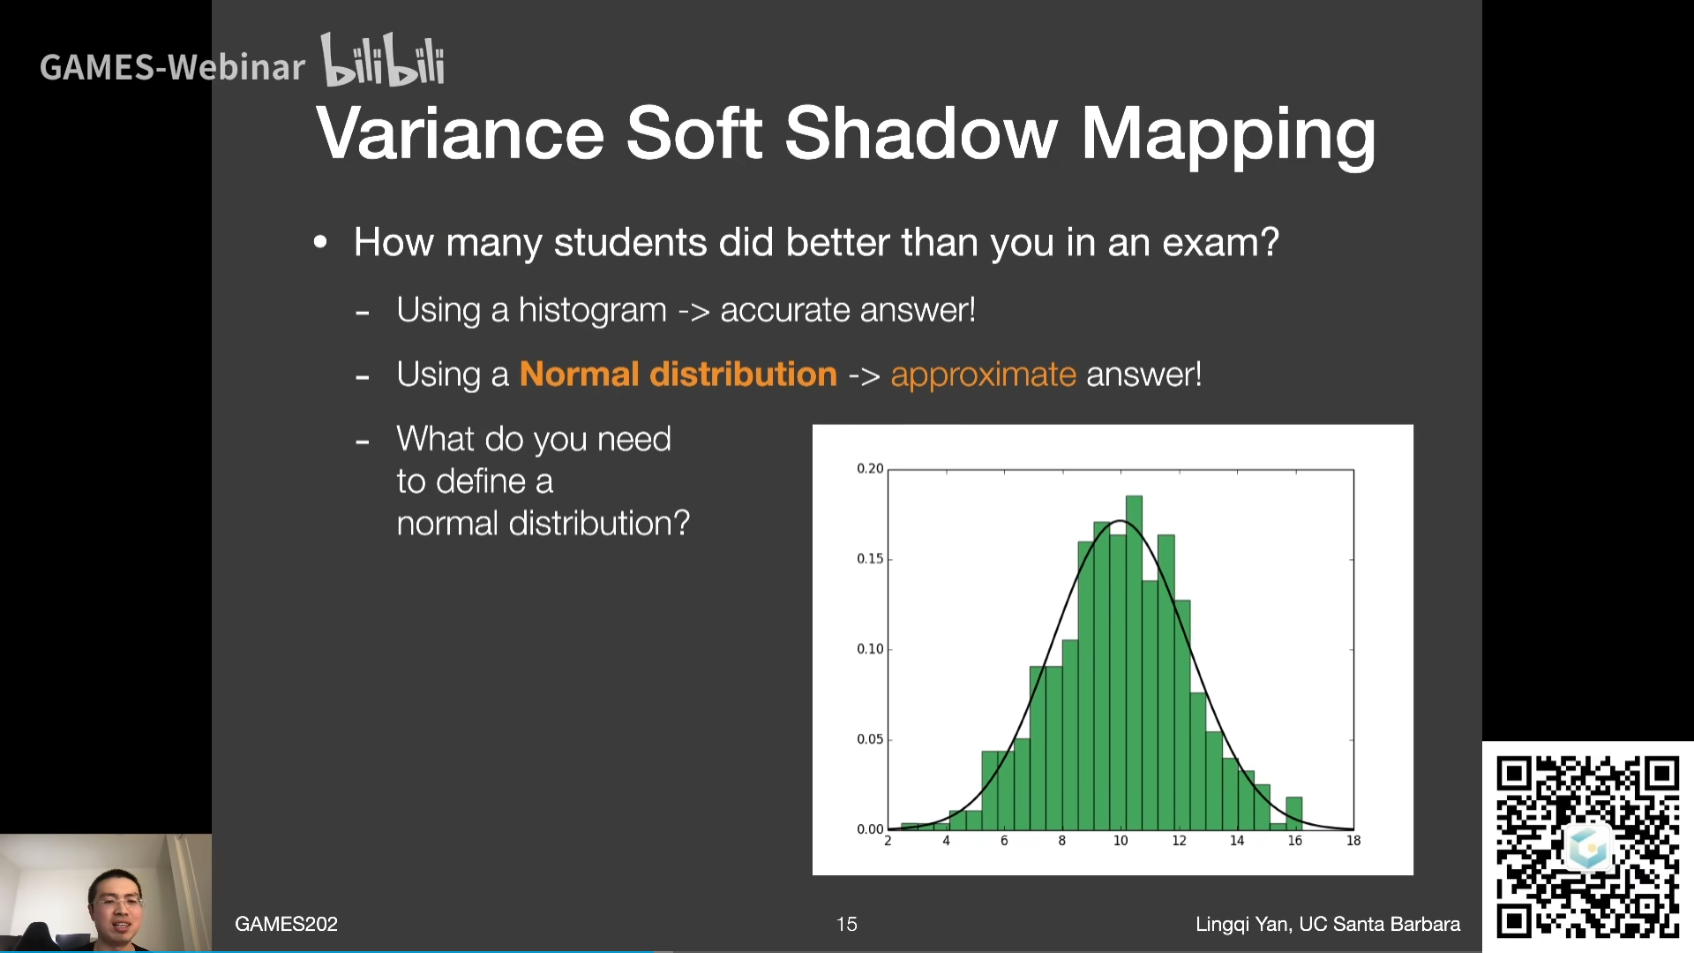 GAMES-Webinar bilibili
Variance Soft Shadow Mapping
• How many students did better than you in an exam?
- Using a histogram -> accurate answer!
- Using a Normal distribution -> approximate answer!
- What do you need
to define a
normal distribution?
0.20
0.15
0.10
0.05
0.00
2 4 6 8 10 12 14 16 18
GAMES202 15 Lingqi Yan, UC Santa Barbara